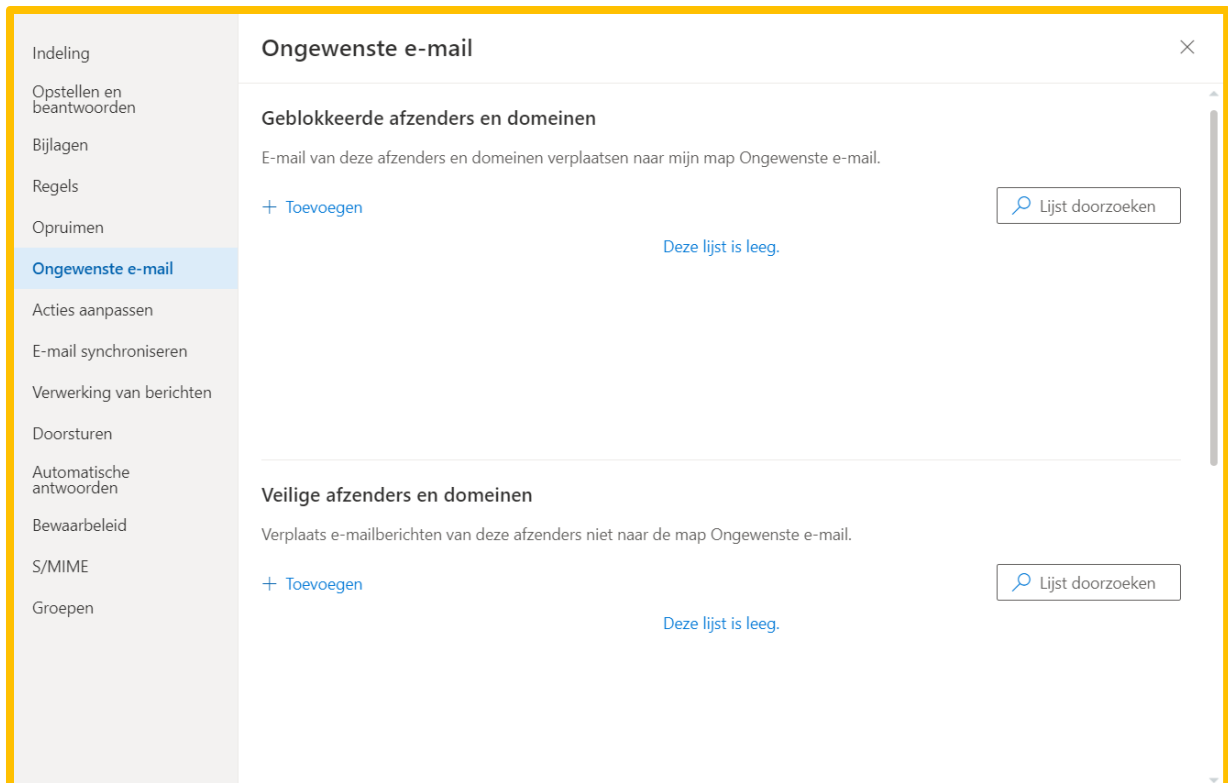 Indeling
Opstellen en
beantwoorden
Bijlagen
Regels
Opruimen
Ongewenste e-mail
Acties aanpassen
E-mail synchroniseren
Verwerking van berichten
Doorsturen
Automatische
antwoorden
Bewaarbeleid
S/MIME
Groepen
Ongewenste e-mail
Geblokkeerde afzenders en domeinen
E-mail van deze afzenders en domeinen verplaatsen naar mijn map Ongewenste e-mail.
+ Toevoegen
Lijst doorzoeken
Deze lijst is leeg.
Veilige afzenders en domeinen
Verplaats e-mailberichten van deze afzenders niet naar de map Ongewenste e-mail.
+ Toevoegen
Lijst doorzoeken
Deze lijst is leeg.